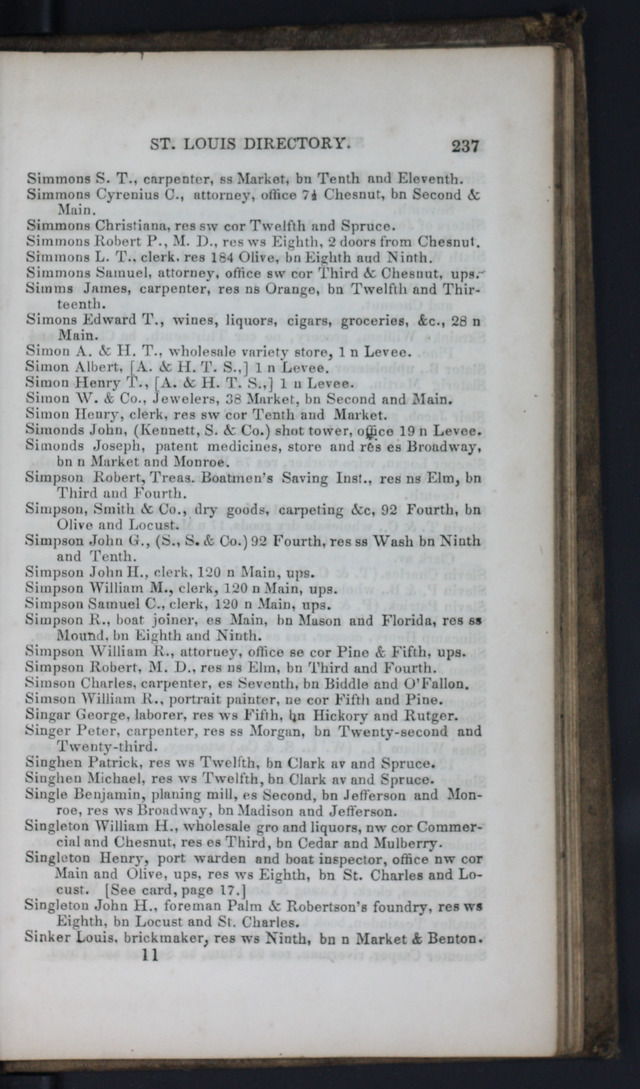 ST. LOUIS DIRECTORY. 237
Simmons S. T., carpenter, ss Market, bn Tenth and Eleventh.
Simmons Cyrenius C., attorney, office 7½ Chesnut, bn Second &
Main.
Simmons Christiana, res sw cor Twelfth and Spruce.
Simmons Robert P., M. D., res ws Eighth, 2 doors from Chesnut.
Simmons L. T., clerk, res 184 Olive, bn Eighth aud Ninth.
Simmons Samuel, attorney, office sw cor Third & Chesnut, ups.
Simms James, carpenter, res ns Orange, bn Twelfth and Thir-
teenth.
Simons Edward T., wines, liquors, cigars, groceries, &c., 28 n
Main.
Simon A. & H. T., wholesale variety store, 1 n Levee.
Simon Albert, [A. & H. T. S.,] 1 n Levee.
Simon Henry T., [A. & H. T. S.,] 1 n Levee.
Simon W. & Co., Jewelers, 38 Market, bn Second and Main.
Simon Henry, clerk, res sw cor Tenth and Market.
Simonds John, (Kennett, S. & Co.) shot tower, office 19 n Levee.
Simonds Joseph, patent medicines, store and res es Broadway,
bn n Market and Monroe.
Simpson Robert, Treas. Boatmen's Saving Inst., res ns Elm, bn
Third and Fourth.
Simpson, Smith & Co., dry goods, carpeting &c, 92 Fourth, bn
Olive and Locust.
Simpson John G., (S., S. & Co.) 92 Fourth, res ss Wash bn Ninth
and Tenth.
Simpson John H., clerk, 120 n Main, ups.
Simpson William M., clerk, 120 n Main, ups.
Simpson Samuel C., clerk, 120 n Main, ups.
Simpson R., boat joiner, es Main, bn Mason and Florida, res ss
Mound, bn Eighth and Ninth.
Simpson William R., attorney, office se cor Pine & Fifth, ups.
Simpson Robert, M. D., res ns Elm, bn Third and Fourth.
Simson Charles, carpenter, es Seventh, bn Biddle and O'Fallon.
Simson William R., portrait painter, ne cor Fifth and Pine.
Singar George, laborer, res ws Fifth, bn Hickory and Rutger.
Singer Peter, carpenter, res ss Morgan, bn Twenty-second and
Twenty-third.
Singhen Patrick, res ws Twelfth, bn Clark av and Spruce.
Singhen Michael, res ws Twelfth, bn Clark av and Spruce.
Single Benjamin, planing mill, es Second, bn Jefferson and Mon-
roe, res ws Broadway, bn Madison and Jefferson.
Singleton William H., wholesale gro and liquors, nw cor Commer-
cial and Chesnut, res es Third, bn Cedar and Mulberry.
Singleton Henry, port warden and boat inspector, office nw cor
Main and Olive, ups, res ws Eighth, bn St. Charles and Lo-
cust. [See card, page 17.]
Singleton John H., foreman Palm & Robertson's foundry, res ws
Eighth, bn Locust and St. Charles.
Sinker Louis, brickmaker, res ws Ninth, bn n Market & Benton.
11